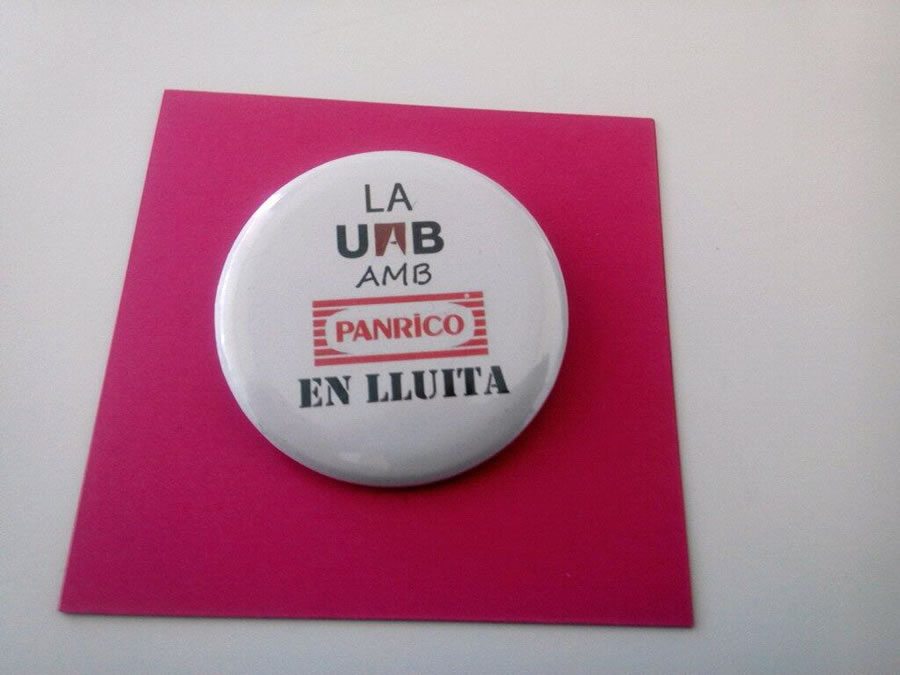 LA
UAB
AMB
PANRiCO
EN LLUITA